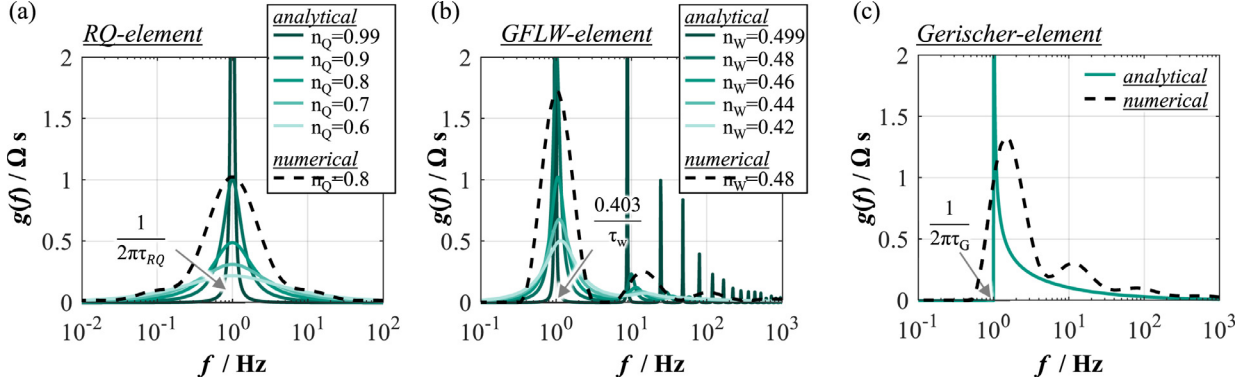 (a)
RQ-element
analytical
n_Q=0.99
n_Q=0.9
n_Q=0.8
n_Q=0.7
n_Q=0.6
numerical
n_Q=0.8
g(f) / Ω s
2
1.5
1
0.5
0
1
2πτ_RQ
10^-2 10^-1 10^0 10^1 10^2
f / Hz
(b)
GFLW-element
analytical
n_W=0.499
n_W=0.48
n_W=0.46
n_W=0.44
n_W=0.42
numerical
n_W=0.48
g(f) / Ω s
2
1.5
1
0.5
0
0.403
τ_w
10^-1 10^0 10^1 10^2 10^3
f / Hz
(c)
Gerischer-element
analytical
numerical
g(f) / Ω s
2
1.5
1
0.5
0
1
2πτ_G
10^-1 10^0 10^1 10^2 10^3
f / Hz